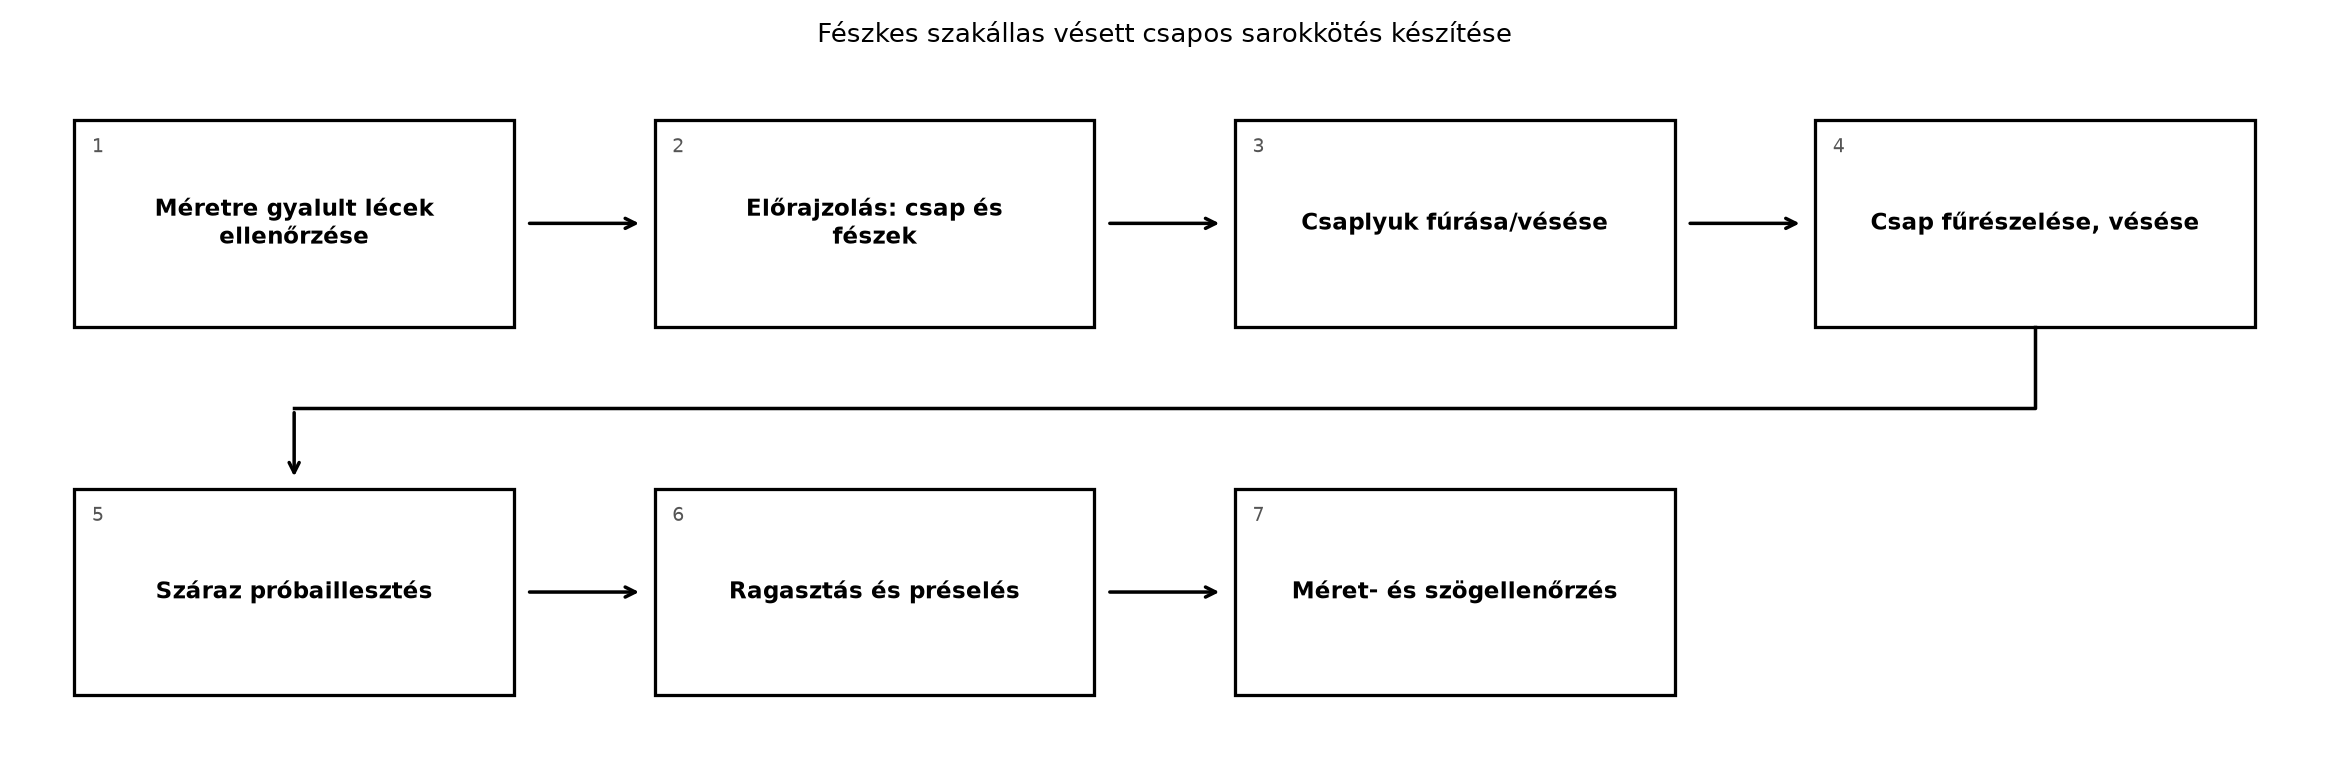 Fészkes szakállas vésett csapos sarokkötés készítése
1
Méretre gyalult lécek
ellenőrzése
2
Előrajzolás: csap és
fészek
3
Csaplyuk fúrása/vésése
4
Csap fűrészelése, vésése
5
Száraz próbaillesztés
6
Ragasztás és préselés
7
Méret- és szögellenőrzés